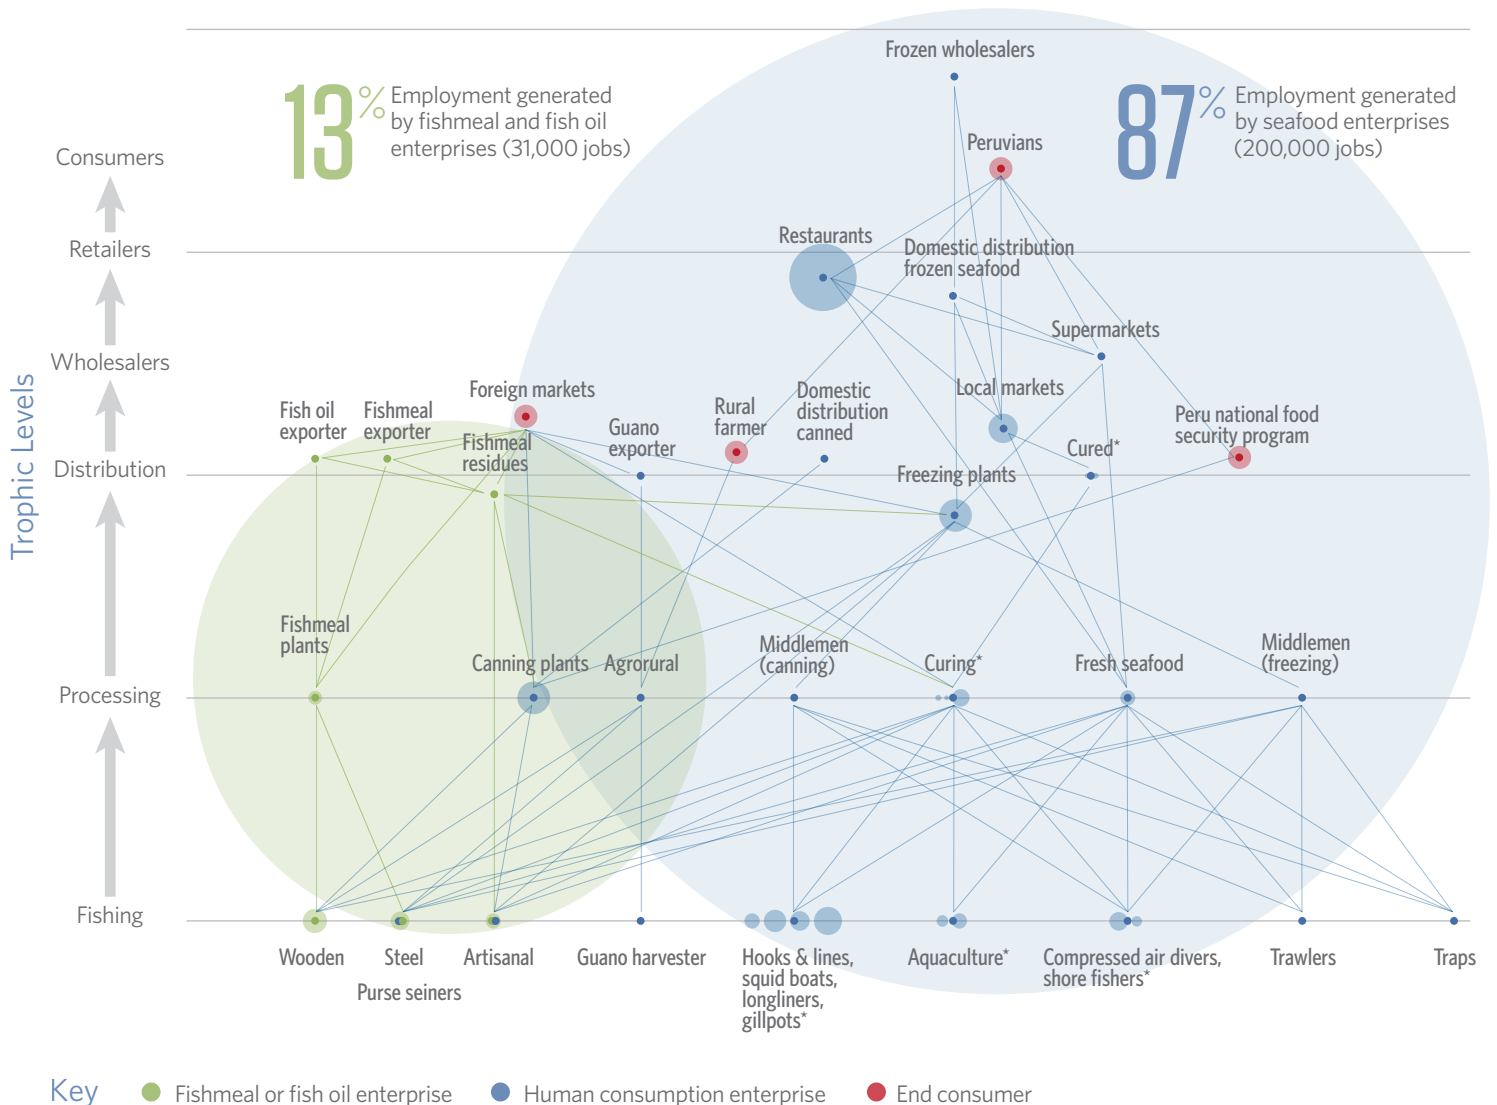 Frozen wholesalers
13%
Employment generated
by fishmeal and fish oil
enterprises (31,000 jobs)
87%
Employment generated
by seafood enterprises
(200,000 jobs)
Peruvians
Consumers
Retailers
Wholesalers
Distribution
Processing
Fishing
Trophic Levels
Restaurants
Domestic distribution
frozen seafood
Supermarkets
Foreign markets
Local markets
Fish oil
exporter
Fishmeal
exporter
Fishmeal
residues
Guano
exporter
Rural
farmer
Domestic
distribution
canned
Cured*
Peru national food
security program
Freezing plants
Fishmeal
plants
Canning plants
Agrorural
Middlemen
(canning)
Curing*
Fresh seafood
Middlemen
(freezing)
Wooden
Steel
Artisanal
Purse seiners
Guano harvester
Hooks & lines,
squid boats,
longliners,
gillpots*
Aquaculture*
Compressed air divers,
shore fishers*
Trawlers
Traps
Key
Fishmeal or fish oil enterprise
Human consumption enterprise
End consumer